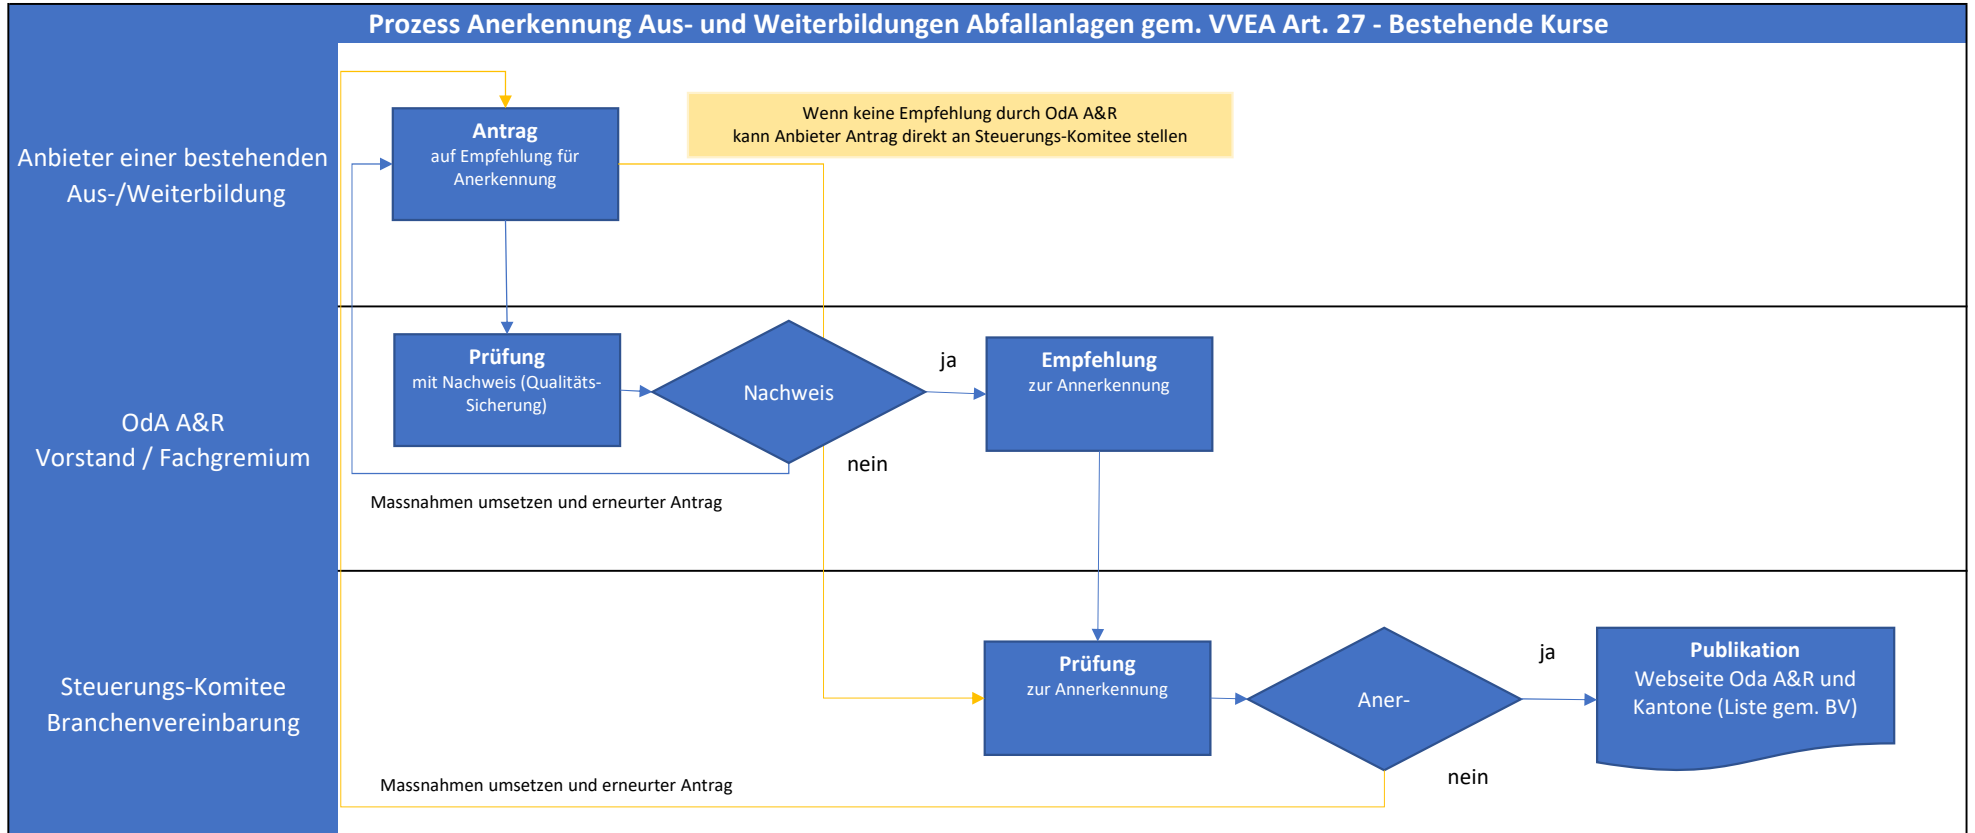 Prozess Anerkennung Aus- und Weiterbildungen Abfallanlagen gem. VVEA Art. 27 - Bestehende Kurse
Anbieter einer bestehenden
Aus-/Weiterbildung
Antrag
auf Empfehlung für
Anerkennung
Wenn keine Empfehlung durch OdA A&R
kann Anbieter Antrag direkt an Steuerungs-Komitee stellen
OdA A&R
Vorstand / Fachgremium
Prüfung
mit Nachweis (Qualitäts-
Sicherung)
Nachweis
ja
Empfehlung
zur Annerkennung
nein
Massnahmen umsetzen und erneurter Antrag
Steuerungs-Komitee
Branchenvereinbarung
Prüfung
zur Annerkennung
Aner-
ja
Publikation
Webseite Oda A&R und
Kantone (Liste gem. BV)
nein
Massnahmen umsetzen und erneurter Antrag